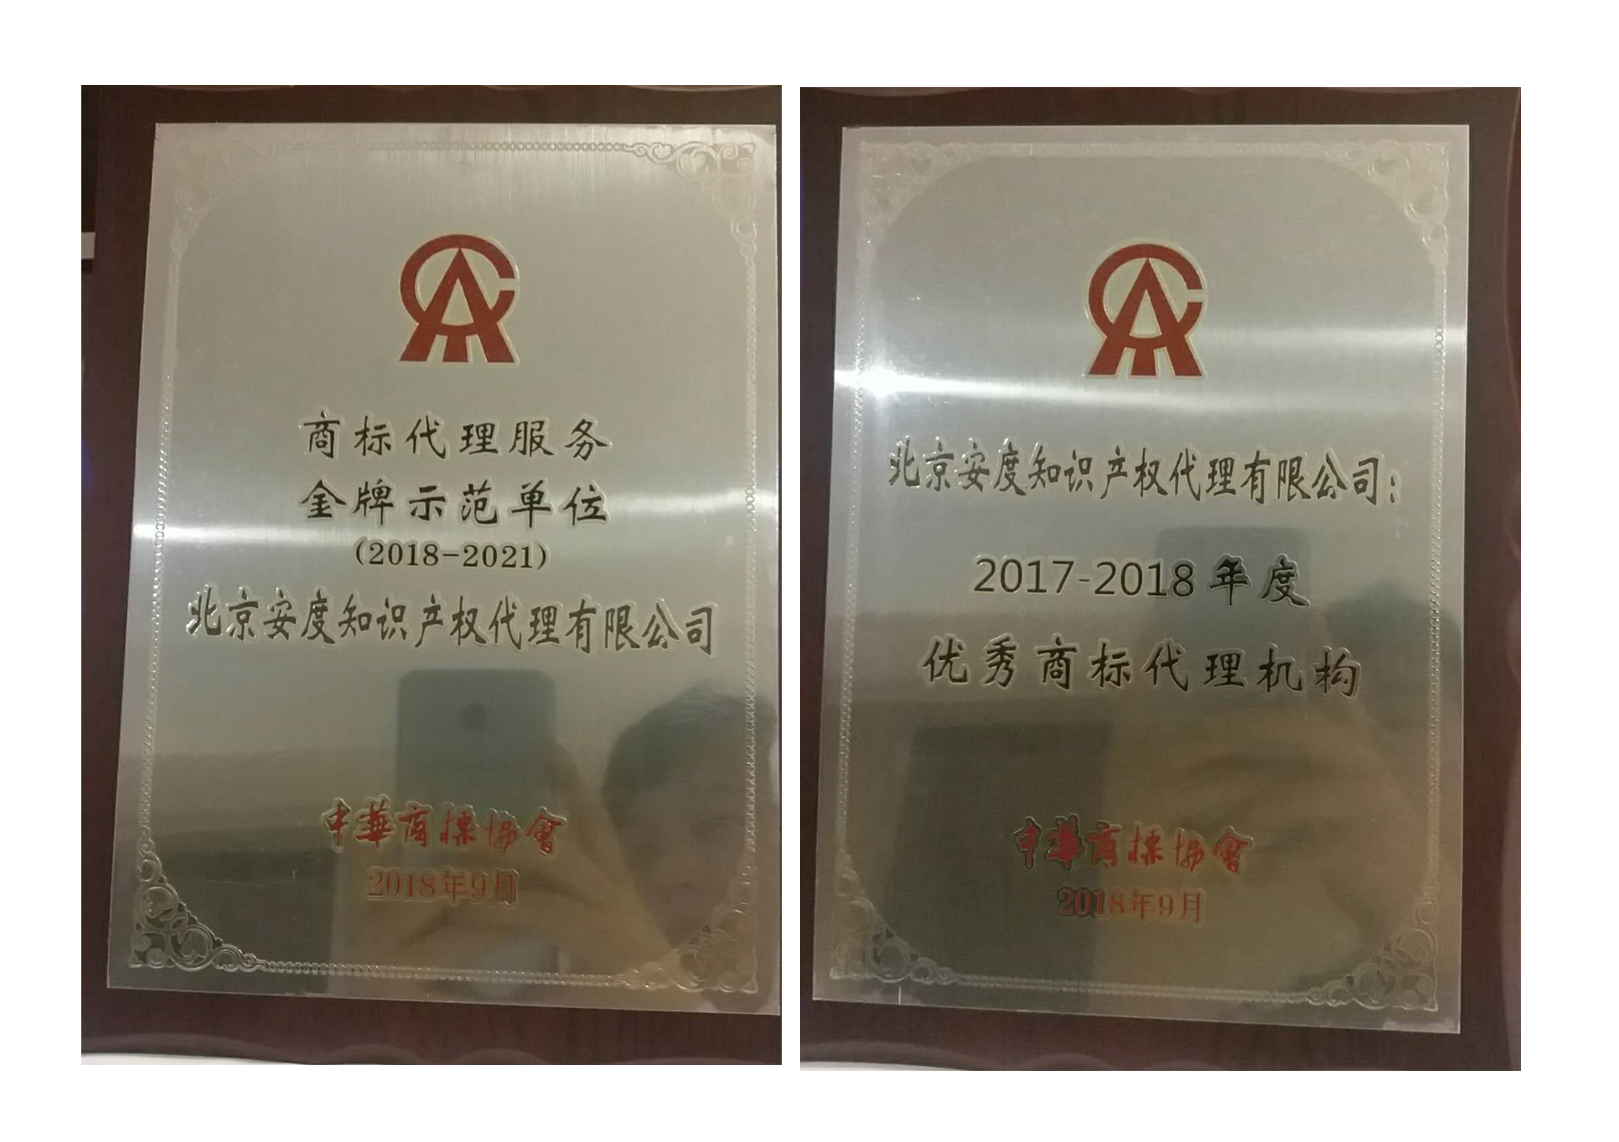 商标代理服务
金牌示范单位
(2018-2021)
北京安度知识产权代理有限公司
中華商標協會
2018年9月
北京安度知识产权代理有限公司：
2017-2018年度
优秀商标代理机构
中華商標協會
2018年9月